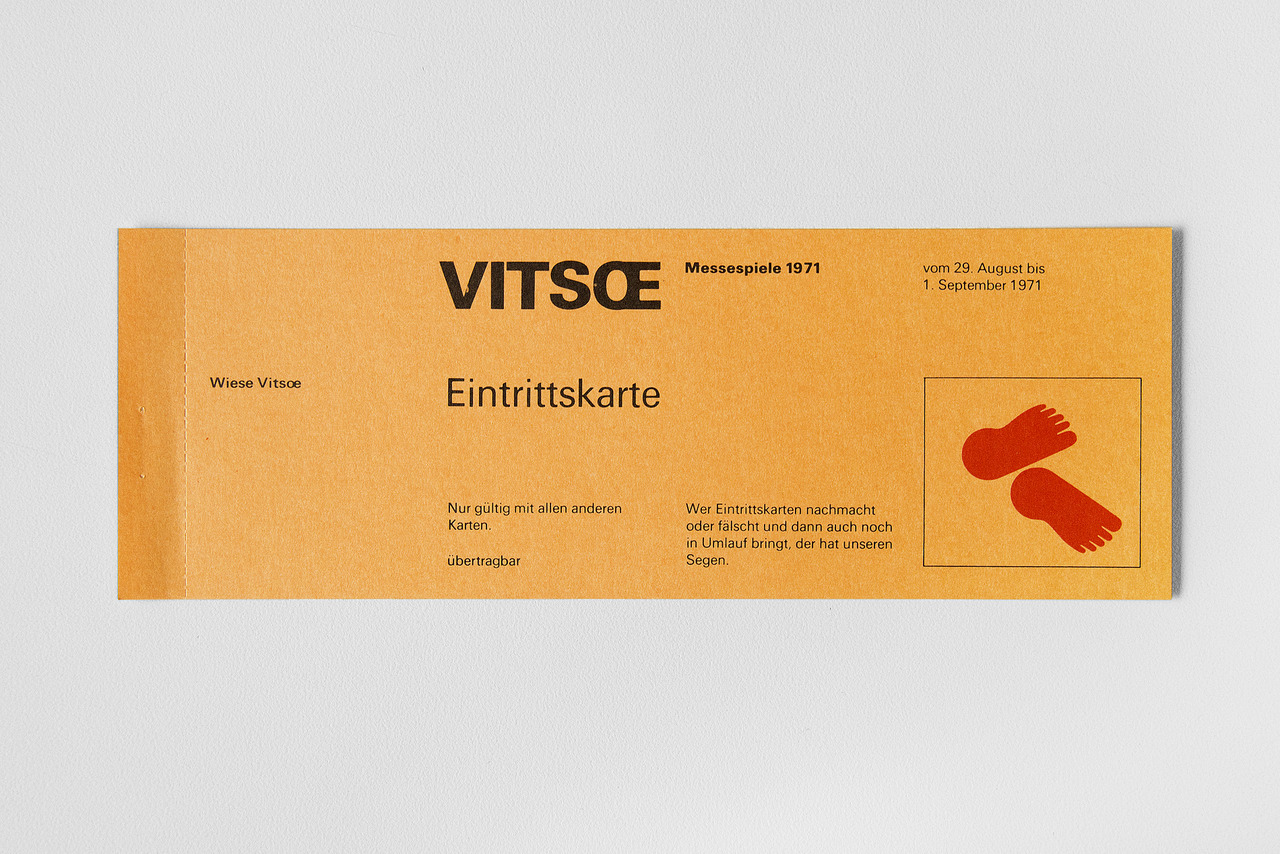 VITSŒ
Messespiele 1971
vom 29. August bis
1. September 1971
Wiese Vitsœ
Eintrittskarte
Nur gültig mit allen anderen
Karten.
übertragbar
Wer Eintrittskarten nachmacht
oder fälscht und dann auch noch
in Umlauf bringt, der hat unseren
Segen.